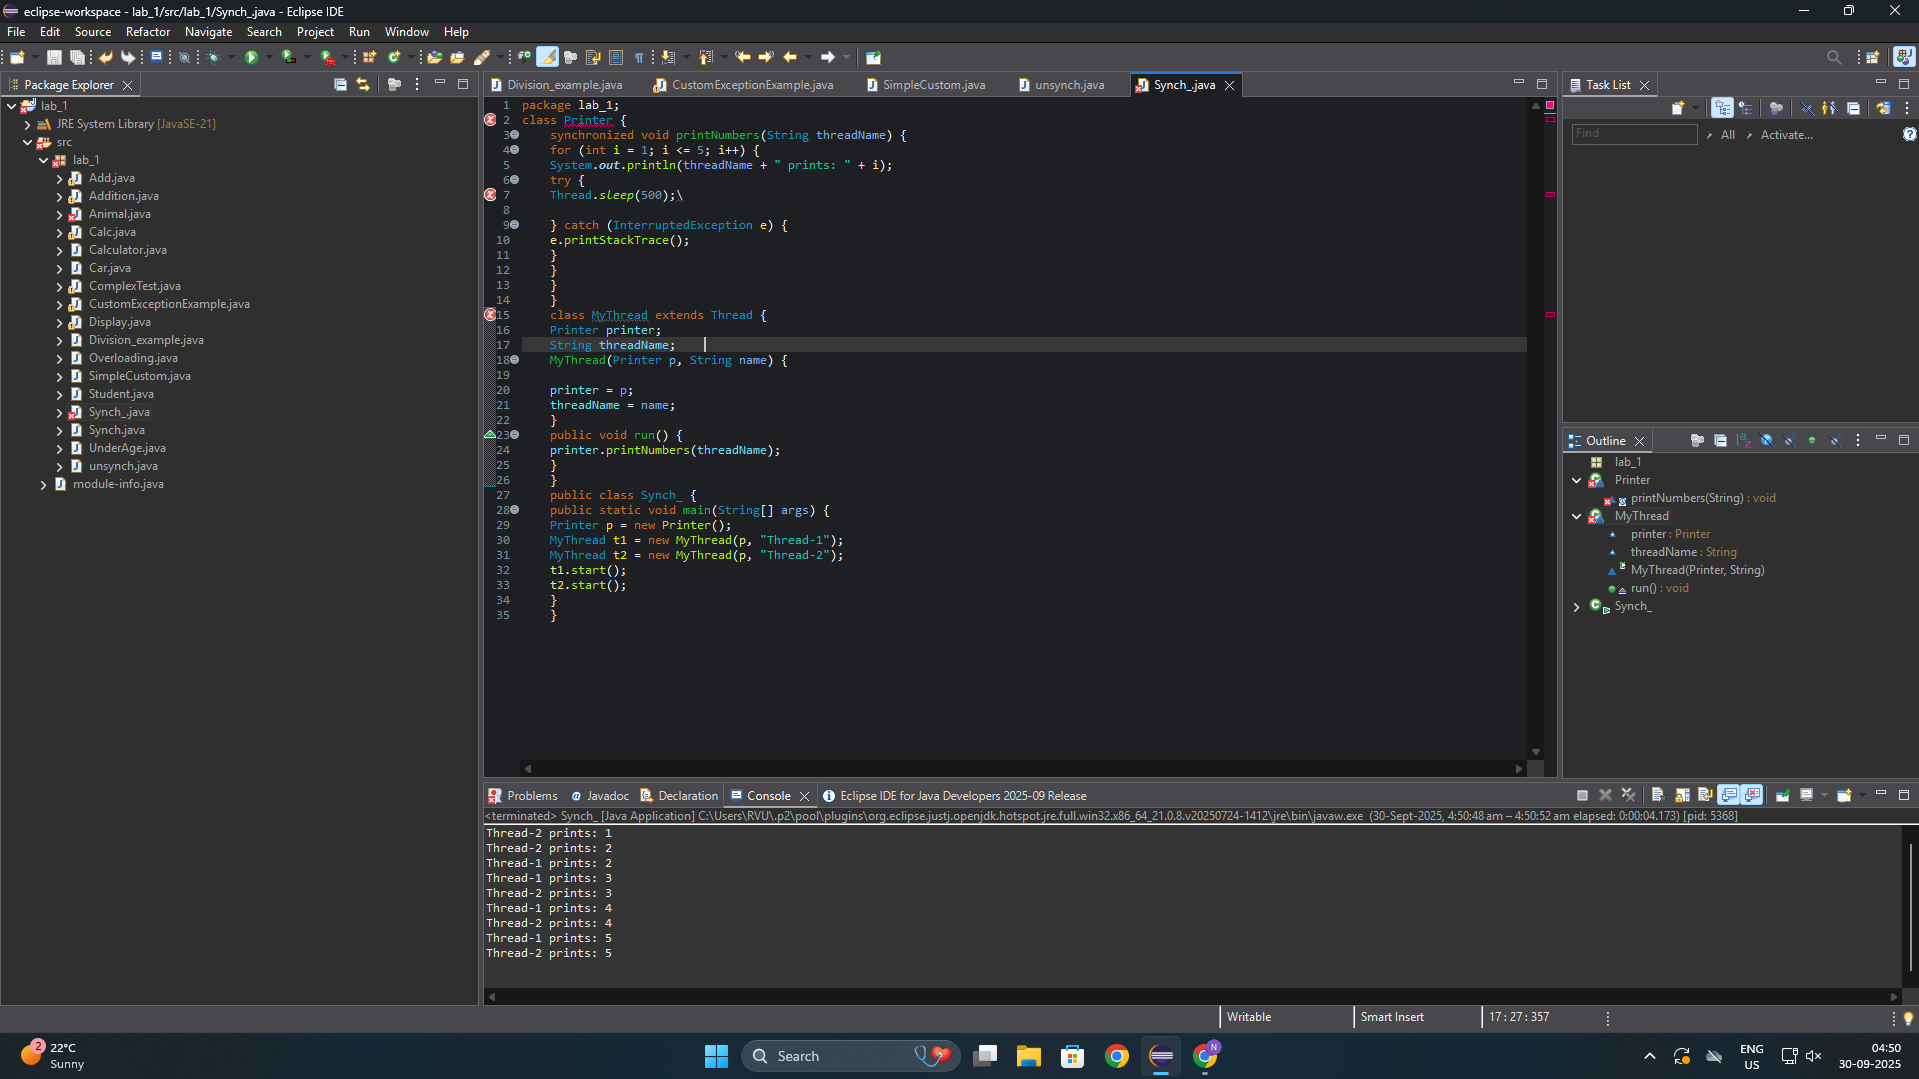 eclipse-workspace - lab_1/src/lab_1/Synch_.java - Eclipse IDE
File Edit Source Refactor Navigate Search Project Run Window Help
Package Explorer
lab_1
JRE System Library [JavaSE-21]
src
lab_1
Add.java
Addition.java
Animal.java
Calc.java
Calculator.java
Car.java
ComplexTest.java
CustomExceptionExample.java
Display.java
Division_example.java
Overloading.java
SimpleCustom.java
Student.java
Synch_.java
Synch.java
UnderAge.java
unsynch.java
module-info.java
Division_example.java CustomExceptionExample.java SimpleCustom.java unsynch.java Synch_.java
1 package lab_1;
2 class Printer {
3 synchronized void printNumbers(String threadName) {
4 for (int i = 1; i <= 5; i++) {
5 System.out.println(threadName + " prints: " + i);
6 try {
7 Thread.sleep(500);\
8
9 } catch (InterruptedException e) {
10 e.printStackTrace();
11 }
12 }
13 }
14 }
15 class MyThread extends Thread {
16 Printer printer;
17 String threadName;
18 MyThread(Printer p, String name) {
19
20 printer = p;
21 threadName = name;
22 }
23 public void run() {
24 printer.printNumbers(threadName);
25 }
26 }
27 public class Synch_ {
28 public static void main(String[] args) {
29 Printer p = new Printer();
30 MyThread t1 = new MyThread(p, "Thread-1");
31 MyThread t2 = new MyThread(p, "Thread-2");
32 t1.start();
33 t2.start();
34 }
35 }
Task List
Find All Activate...
Outline
lab_1
Printer
printNumbers(String) : void
MyThread
printer : Printer
threadName : String
MyThread(Printer, String)
run() : void
Synch_
Problems Javadoc Declaration Console Eclipse IDE for Java Developers 2025-09 Release
<terminated> Synch_ [Java Application] C:\Users\RVU\.p2\pool\plugins\org.eclipse.justj.openjdk.hotspot.jre.full.win32.x86_64_21.0.8.v20250724-1412\jre\bin\javaw.exe (30-Sept-2025, 4:50:48 am – 4:50:52 am elapsed: 0:00:04.173) [pid: 5368]
Thread-2 prints: 1
Thread-2 prints: 2
Thread-1 prints: 2
Thread-1 prints: 3
Thread-2 prints: 3
Thread-1 prints: 4
Thread-2 prints: 4
Thread-1 prints: 5
Thread-2 prints: 5
Writable Smart Insert 17 : 27 : 357
2
22°C
Sunny
Search
N
ENG
US
04:50
30-09-2025